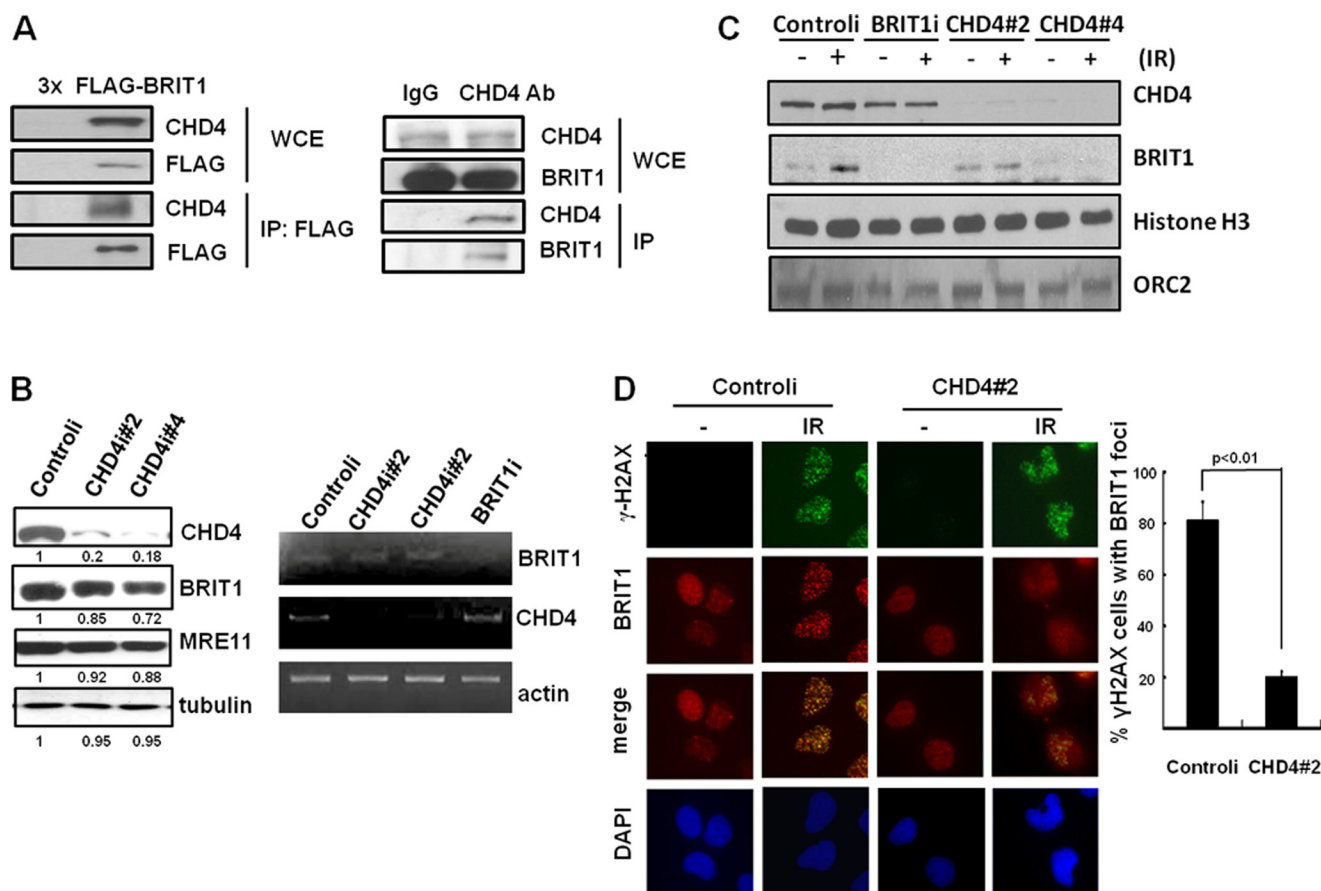 A
3x FLAG-BRIT1
CHD4
FLAG
WCE
CHD4
FLAG
IP: FLAG
IgG CHD4 Ab
CHD4
BRIT1
WCE
CHD4
BRIT1
IP
B
Controli CHD4i#2 CHD4i#4
CHD4
1 0.2 0.18
BRIT1
1 0.85 0.72
MRE11
1 0.92 0.88
tubulin
1 0.95 0.95
Controli CHD4i#2 CHD4i#2 BRIT1i
BRIT1
CHD4
actin
C
Controli BRIT1i CHD4#2 CHD4#4
- + - + - + - + (IR)
CHD4
BRIT1
Histone H3
ORC2
D
Controli CHD4#2
- IR - IR
γ-H2AX
BRIT1
merge
DAPI
% γH2AX cells with BRIT1 foci
100
80
60
40
20
p<0.01
Controli CHD4#2